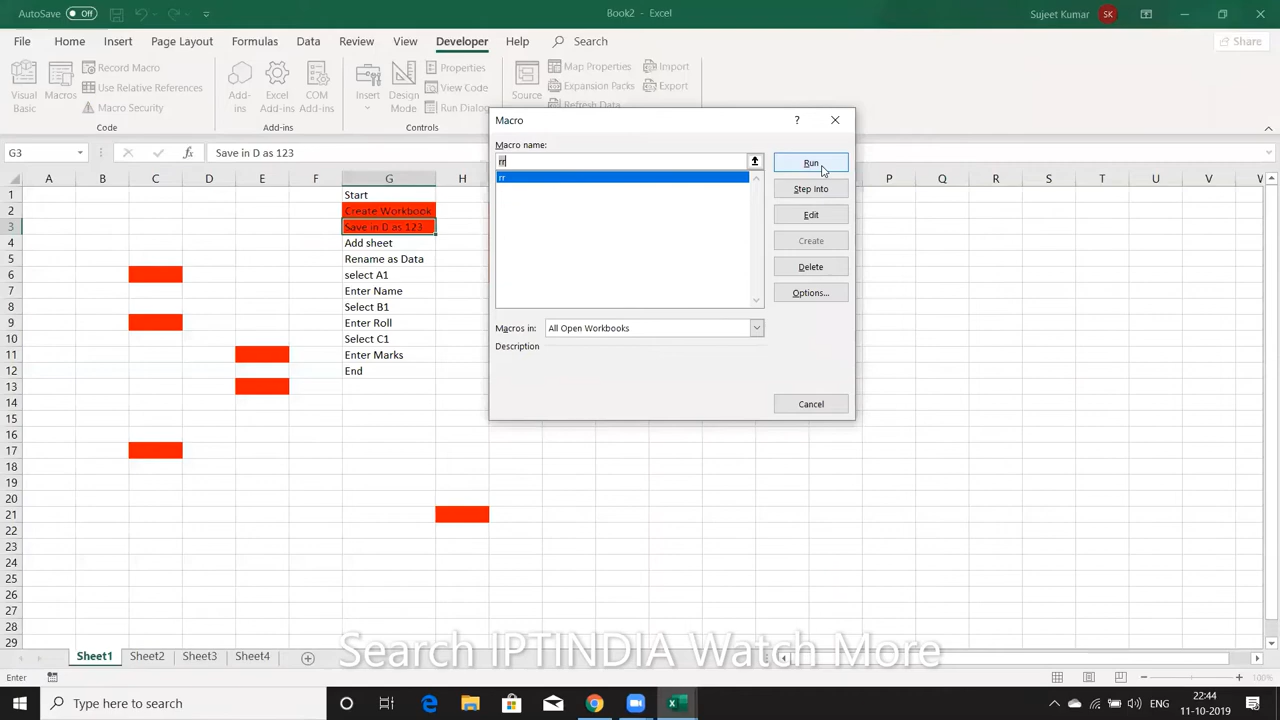 AutoSave Off
Book2 - Excel
Sujeet Kumar SK
File Home Insert Page Layout Formulas Data Review View Developer Help Search
Share
Visual Basic
Macros
Record Macro
Use Relative References
Macro Security
Code
Add-ins
Excel Add-ins
COM Add-ins
Add-ins
Insert
Design Mode
Properties
View Code
Run Dialog
Controls
Source
Map Properties
Expansion Packs
Refresh Data
Import
Export
G3
fx
Save in D as 123
A B C D E F G H P Q R S T U V W
1 Start
2 Create Workbook
3 Save in D as 123
4 Add sheet
5 Rename as Data
6 select A1
7 Enter Name
8 Select B1
9 Enter Roll
10 Select C1
11 Enter Marks
12 End
13
14
15
16
17
18
19
20
21
22
23
24
25
26
27
28
29
Macro
?
Macro name:
rr
rr
Run
Step Into
Edit
Create
Delete
Options...
Macros in: All Open Workbooks
Description
Cancel
Search IPTINDIA Watch More
Sheet1 Sheet2 Sheet3 Sheet4
Enter
100%
Type here to search
ENG
22:44
11-10-2019